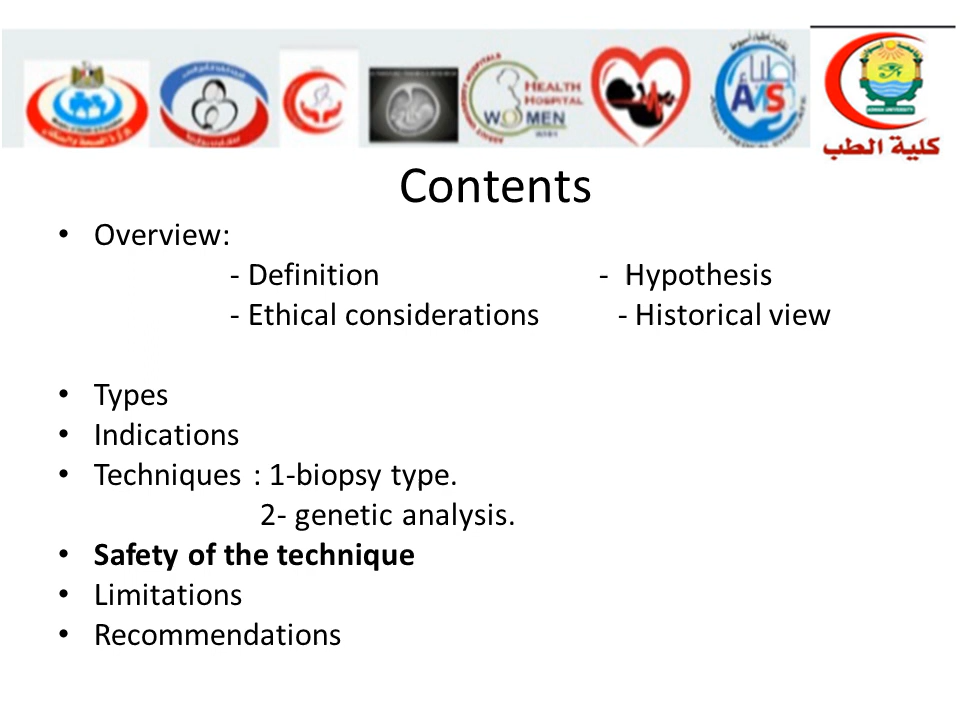 HEALTH
HOSPITAL
WOMEN
كلية الطب
Contents
• Overview:
- Definition - Hypothesis
- Ethical considerations - Historical view
• Types
• Indications
• Techniques : 1-biopsy type.
2- genetic analysis.
• Safety of the technique
• Limitations
• Recommendations